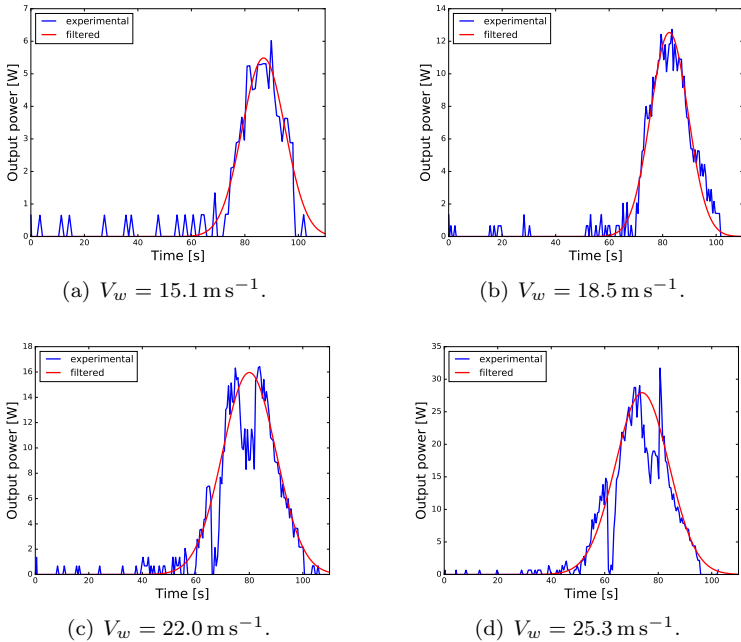 7
6
5
4
3
2
1
0
Output power [W]
experimental
filtered
0 20 40 60 80 100
Time [s]
(a) V_w = 15.1 m s⁻¹.
14
12
10
8
6
4
2
0
Output power [W]
experimental
filtered
0 20 40 60 80 100
Time [s]
(b) V_w = 18.5 m s⁻¹.
18
16
14
12
10
8
6
4
2
0
Output power [W]
experimental
filtered
0 20 40 60 80 100
Time [s]
(c) V_w = 22.0 m s⁻¹.
35
30
25
20
15
10
5
0
Output power [W]
experimental
filtered
0 20 40 60 80 100
Time [s]
(d) V_w = 25.3 m s⁻¹.